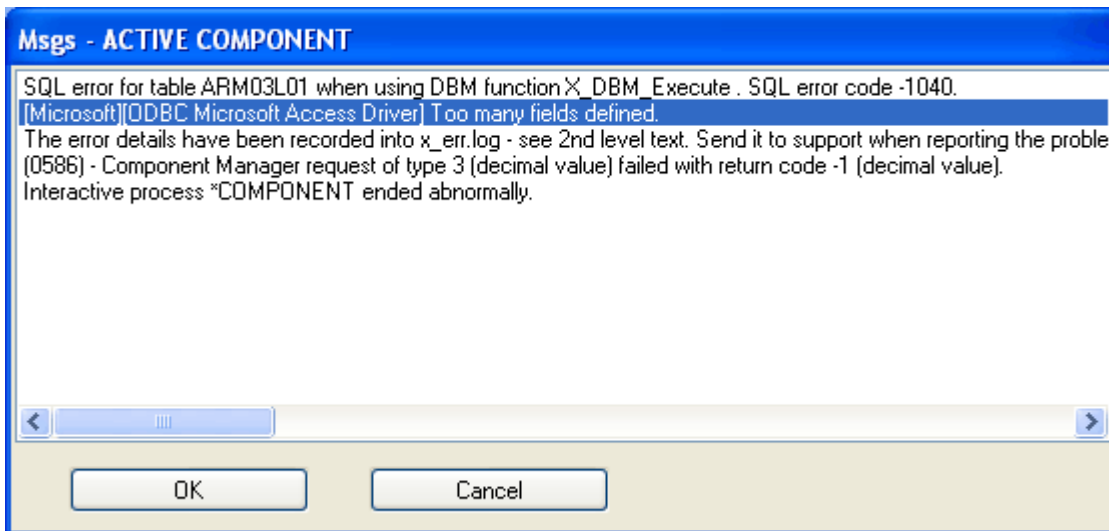 Msgs - ACTIVE COMPONENT
SQL error for table ARM03L01 when using DBM function X_DBM_Execute . SQL error code -1040.
[Microsoft][ODBC Microsoft Access Driver] Too many fields defined.
The error details have been recorded into x_err.log - see 2nd level text. Send it to support when reporting the proble
(0586) - Component Manager request of type 3 (decimal value) failed with return code -1 (decimal value).
Interactive process *COMPONENT ended abnormally.
OK
Cancel